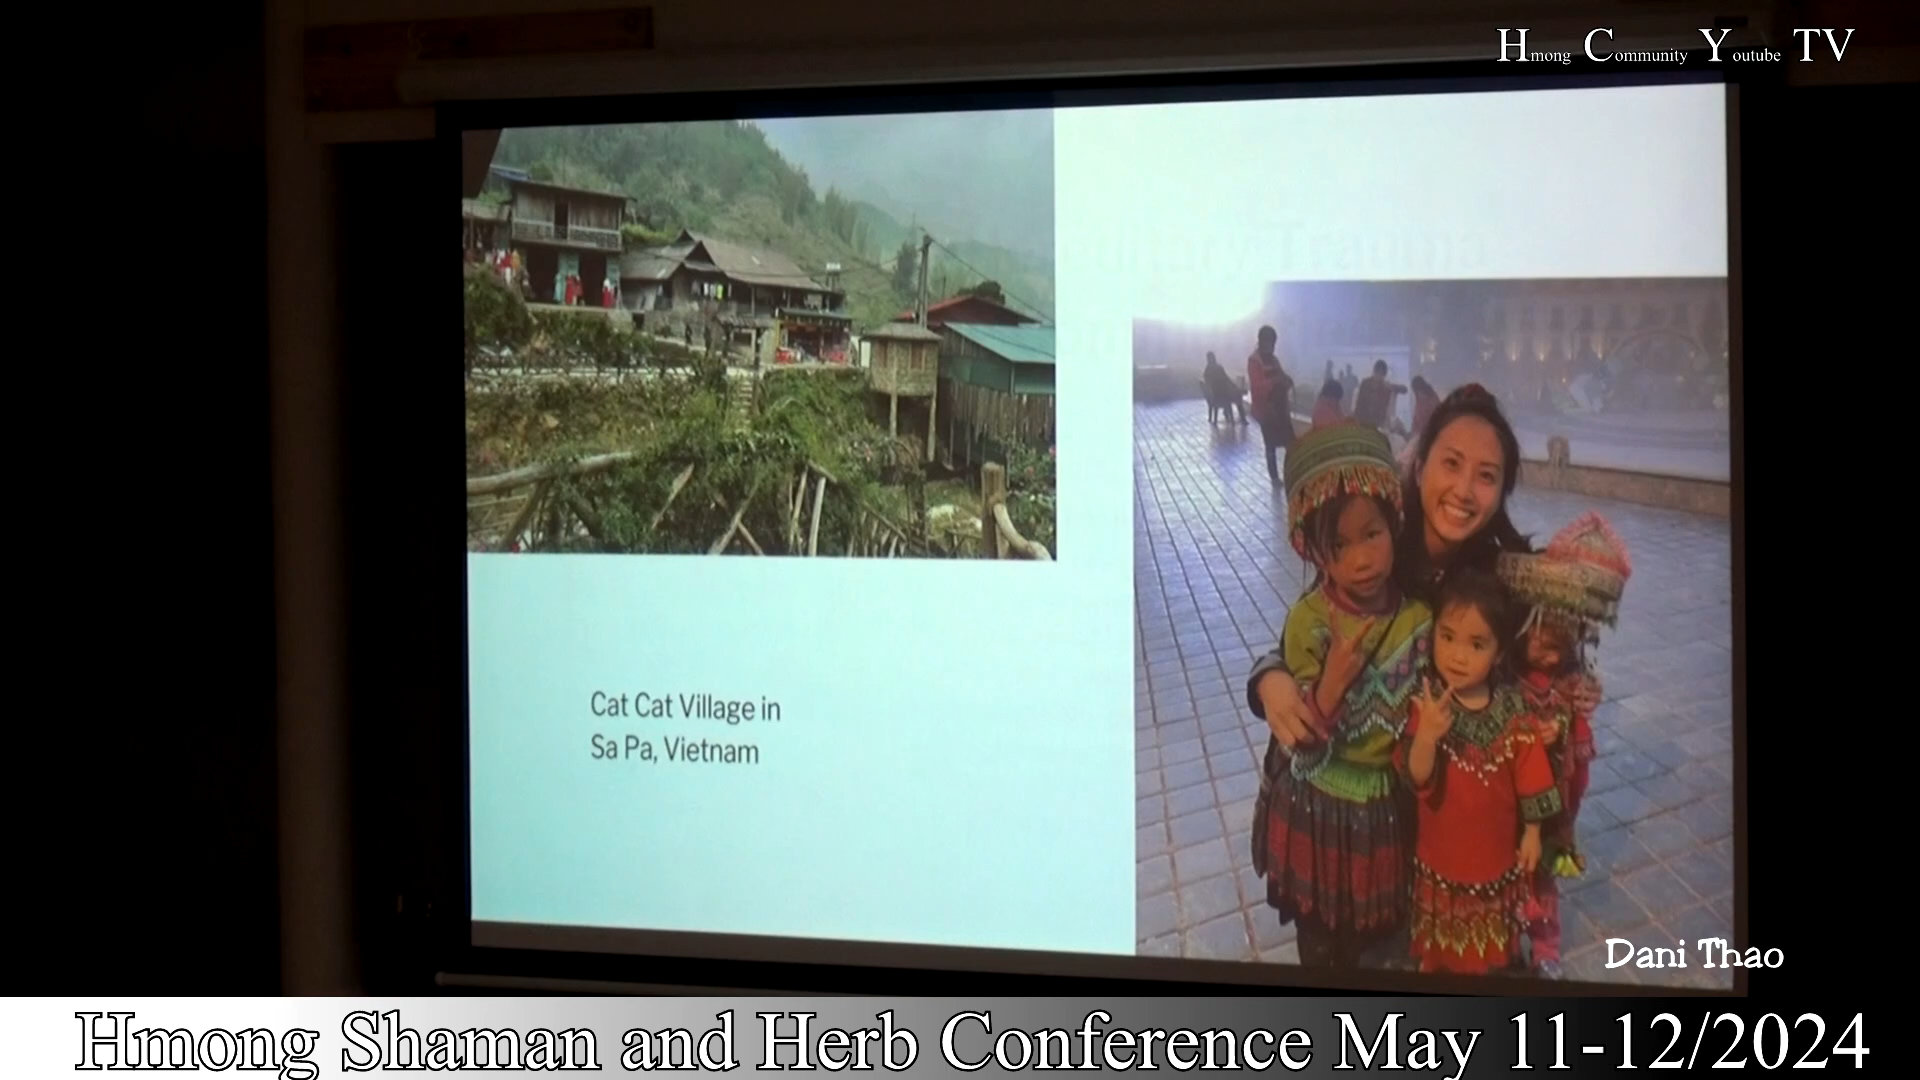 Hmong Community Youtube TV
Cat Cat Village in
Sa Pa, Vietnam
Dani Thao
Hmong Shaman and Herb Conference May 11-12/2024